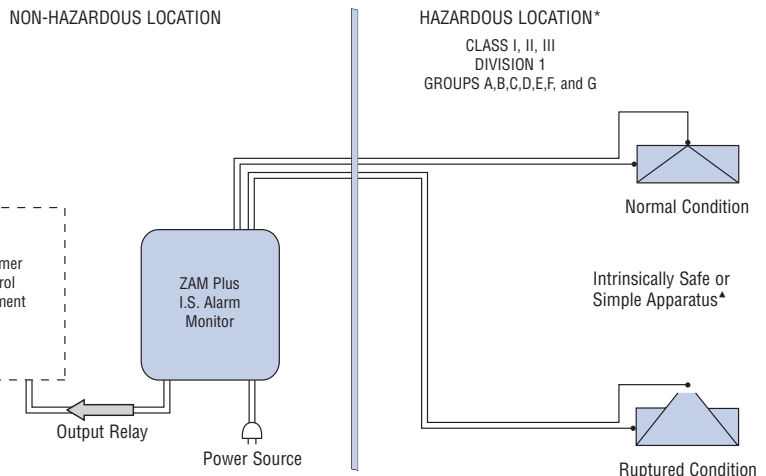 NON-HAZARDOUS LOCATION
HAZARDOUS LOCATION*
CLASS I, II, III
DIVISION 1
GROUPS A,B,C,D,E,F, and G
Normal Condition
mer
rol
ment
ZAM Plus
I.S. Alarm
Monitor
Intrinsically Safe or
Simple Apparatus▲
Output Relay
Power Source
Ruptured Condition